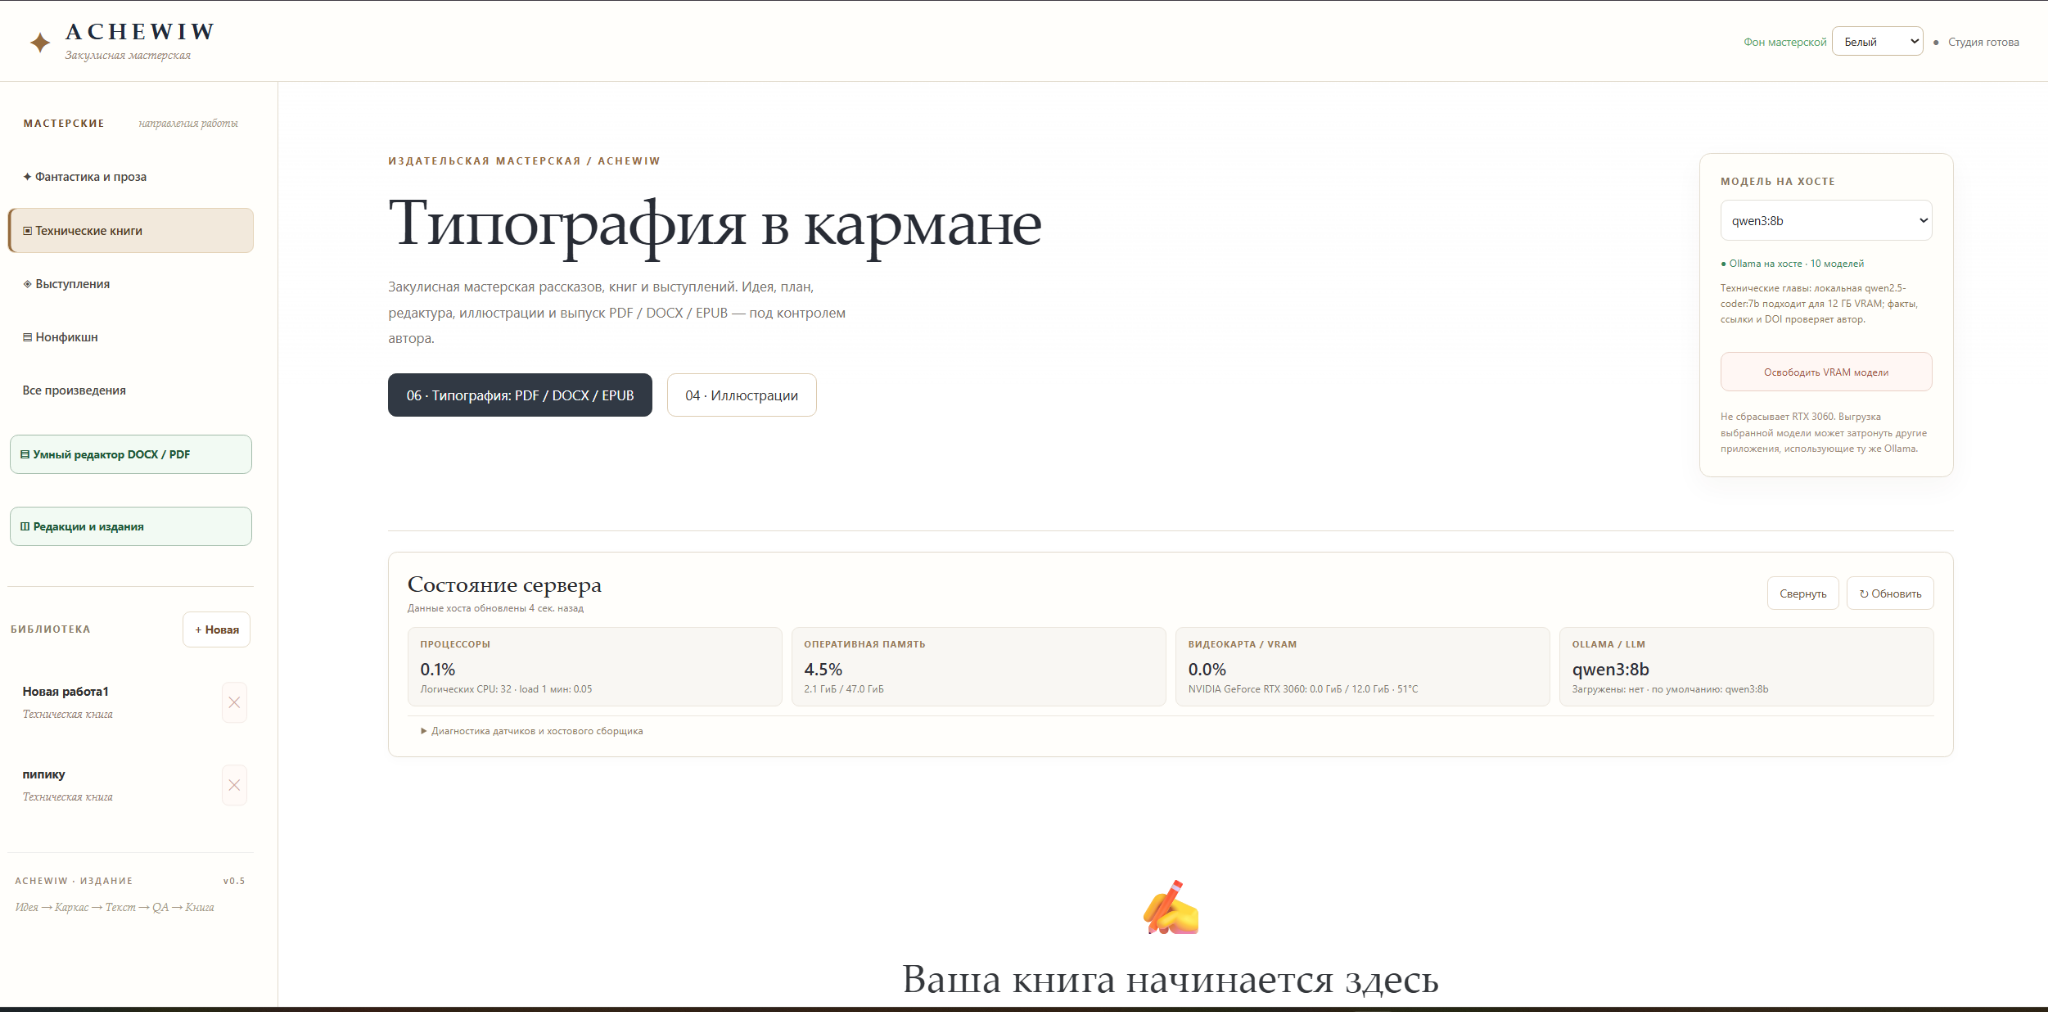 ACHEWIW
Закулисная мастерская
Фон мастерской
Белый
● Студия готова
МАСТЕРСКИЕ
направления работы
✦ Фантастика и проза
▣ Технические книги
◈ Выступления
▤ Нонфикшн
Все произведения
▤ Умный редактор DOCX / PDF
◫ Редакции и издания
БИБЛИОТЕКА
+ Новая
Новая работа1
Техническая книга
пипику
Техническая книга
ACHEWIW · ИЗДАНИЕ
v0.5
Идея → Каркас → Текст → QA → Книга
ИЗДАТЕЛЬСКАЯ МАСТЕРСКАЯ / ACHEWIW
Типография в кармане
Закулисная мастерская рассказов, книг и выступлений. Идея, план,
редактура, иллюстрации и выпуск PDF / DOCX / EPUB — под контролем
автора.
06 · Типография: PDF / DOCX / EPUB
04 · Иллюстрации
МОДЕЛЬ НА ХОСТЕ
qwen3:8b
● Ollama на хосте · 10 моделей
Технические главы: локальная qwen2.5-
coder:7b подходит для 12 ГБ VRAM; факты,
ссылки и DOI проверяет автор.
Освободить VRAM модели
Не сбрасывает RTX 3060. Выгрузка
выбранной модели может затронуть другие
приложения, использующие ту же Ollama.
Состояние сервера
Данные хоста обновлены 4 сек. назад
Свернуть
↻ Обновить
ПРОЦЕССОРЫ
0.1%
Логических CPU: 32 · load 1 мин: 0.05
ОПЕРАТИВНАЯ ПАМЯТЬ
4.5%
2.1 ГиБ / 47.0 ГиБ
ВИДЕОКАРТА / VRAM
0.0%
NVIDIA GeForce RTX 3060: 0.0 ГиБ / 12.0 ГиБ · 51°C
OLLAMA / LLM
qwen3:8b
Загружены: нет · по умолчанию: qwen3:8b
▶ Диагностика датчиков и хостового сборщика
Ваша книга начинается здесь